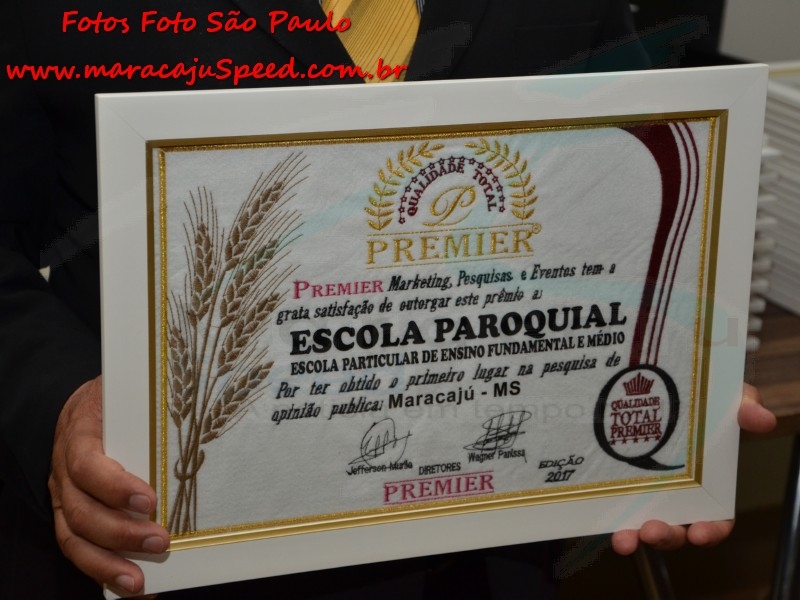 Fotos Foto São Paulo
www.maracajuSpeed.com.br
QUALIDADE TOTAL
P
PREMIER®
PREMIER Marketing, Pesquisas e Eventos tem a
grata satisfação de outorgar este prêmio a:
ESCOLA PAROQUIAL
ESCOLA PARTICULAR DE ENSINO FUNDAMENTAL E MÉDIO
Por ter obtido o primeiro lugar na pesquisa de
opinião publica: Maracajú - MS
QUALIDADE
TOTAL
PREMIER
Jefferson Murilo
DIRETORES
Wagner Parissa
EDIÇÃO
2017
PREMIER